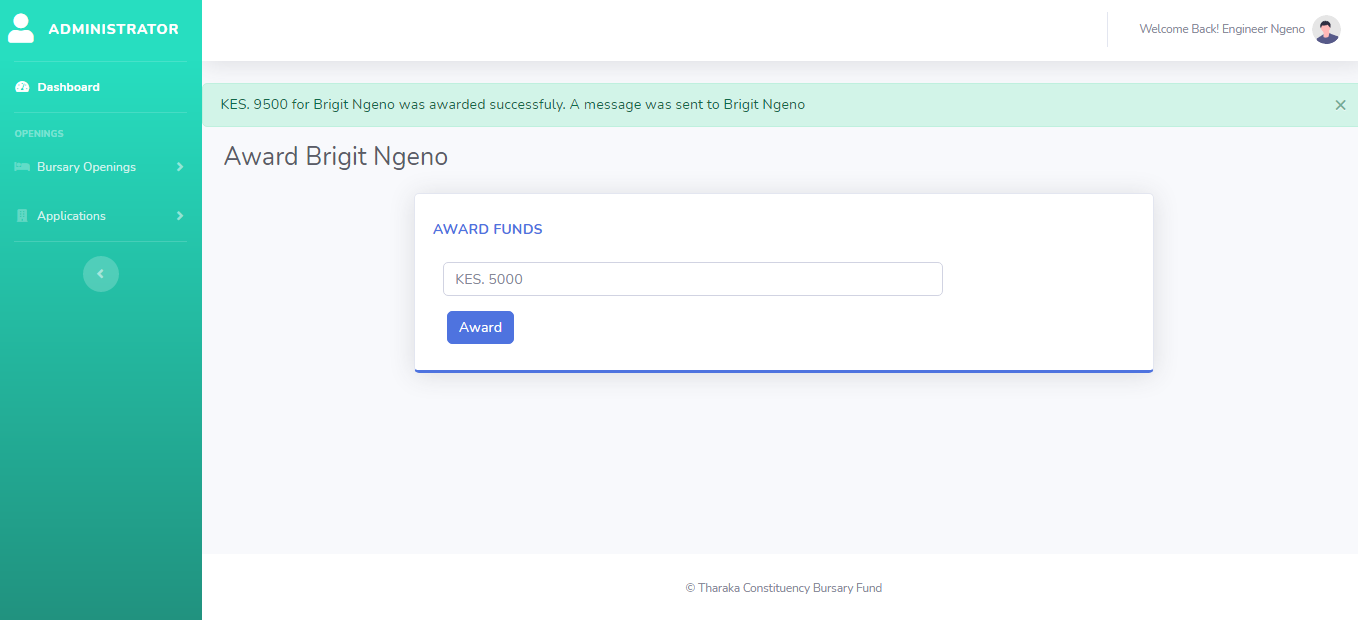 ADMINISTRATOR
Welcome Back! Engineer Ngeno
Dashboard
KES. 9500 for Brigit Ngeno was awarded successfuly. A message was sent to Brigit Ngeno
OPENINGS
Award Brigit Ngeno
Bursary Openings
Applications
AWARD FUNDS
KES. 5000
Award
© Tharaka Constituency Bursary Fund